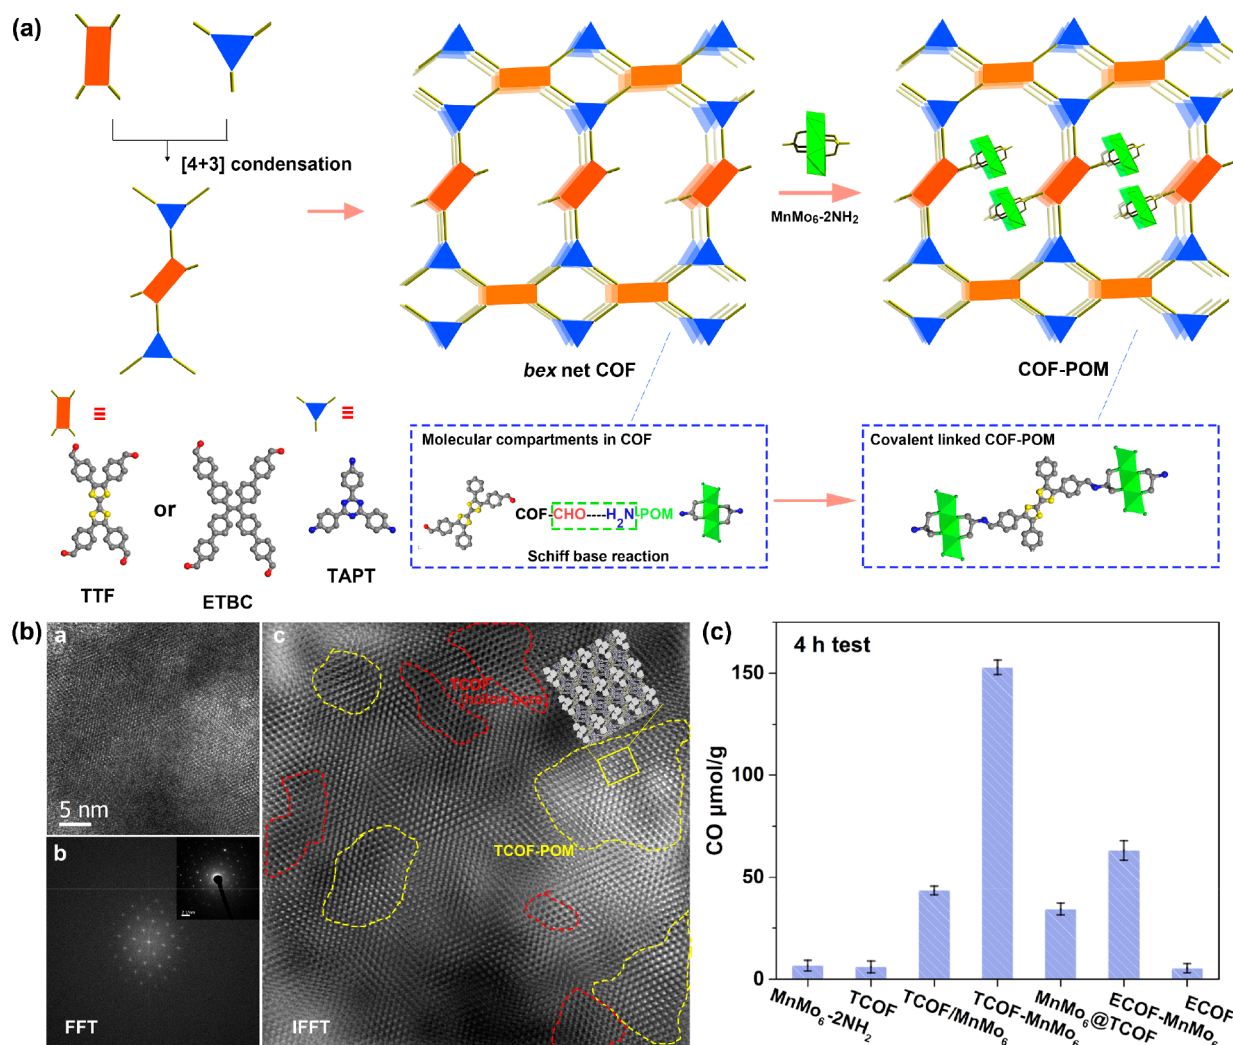 (a)
[4+3] condensation
MnMo₆-2NH₂
bex net COF
COF-POM
TTF
or
ETBC
TAPT
Molecular compartments in COF
COF-CHO----H₂N-POM
Schiff base reaction
Covalent linked COF-POM
(b)
a
5 nm
b
FFT
c
TCOF
(hollow pore)
TCOF-POM
IFFT
(c)
4 h test
CO μmol/g
150
100
50
0
MnMo₆-2NH₂
TCOF
TCOF/MnMo₆
TCOF-MnMo₆
MnMo₆@TCOF
ECOF-MnMo₆
ECOF